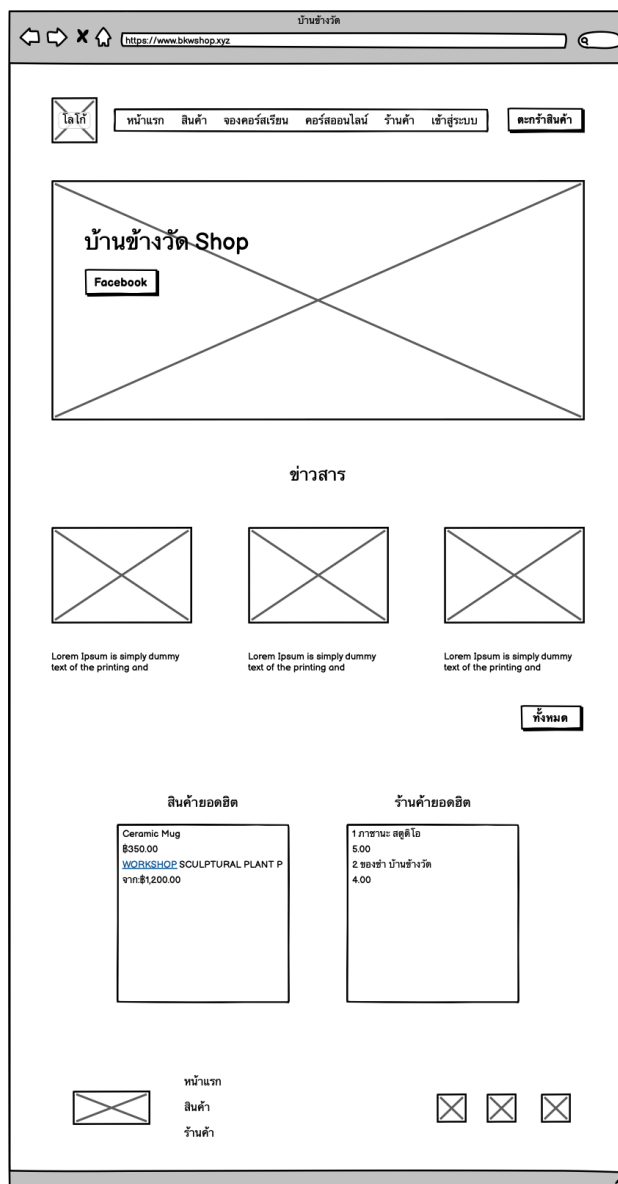 บ้านข้างวัด
https://www.bkwshop.xyz
โลโก้
หน้าแรก สินค้า จองคอร์สเรียน คอร์สออนไลน์ ร้านค้า เข้าสู่ระบบ
ตะกร้าสินค้า
บ้านข้างวัด Shop
Facebook
ข่าวสาร
Lorem Ipsum is simply dummy
text of the printing and
Lorem Ipsum is simply dummy
text of the printing and
Lorem Ipsum is simply dummy
text of the printing and
ทั้งหมด
สินค้ายอดฮิต
Ceramic Mug
฿350.00
WORKSHOP SCULPTURAL PLANT P
จาก:฿1,200.00
ร้านค้ายอดฮิต
1 ภาชานะ สตูดิโอ
5.00
2 ของชำ บ้านข้างวัด
4.00
หน้าแรก
สินค้า
ร้านค้า